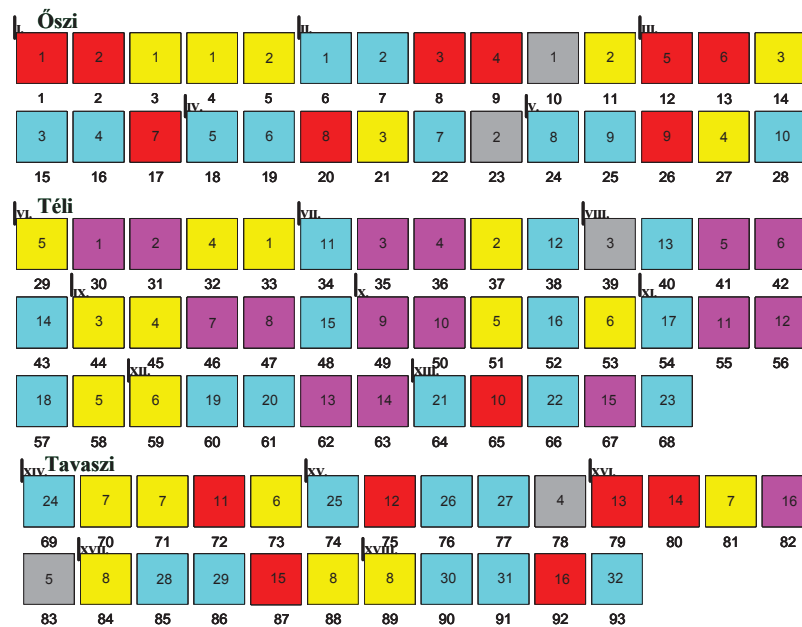 I. Őszi II. III.
1 2 1 1 2 1 2 3 4 1 2 5 6 3
1 2 3 4 5 6 7 8 9 10 11 12 13 14
IV. V.
3 4 7 5 6 8 3 7 2 8 9 9 4 10
15 16 17 18 19 20 21 22 23 24 25 26 27 28
VI. Téli VII. VIII.
5 1 2 4 1 11 3 4 2 12 3 13 5 6
29 30 31 32 33 34 35 36 37 38 39 40 41 42
IX. X. XI.
14 3 4 7 8 15 9 10 5 16 6 17 11 12
43 44 45 46 47 48 49 50 51 52 53 54 55 56
XII. XIII.
18 5 6 19 20 13 14 21 10 22 15 23
57 58 59 60 61 62 63 64 65 66 67 68
XIV. Tavaszi XV. XVI.
24 7 7 11 6 25 12 26 27 4 13 14 7 16
69 70 71 72 73 74 75 76 77 78 79 80 81 82
XVII. XVIII.
5 8 28 29 15 8 8 30 31 16 32
83 84 85 86 87 88 89 90 91 92 93